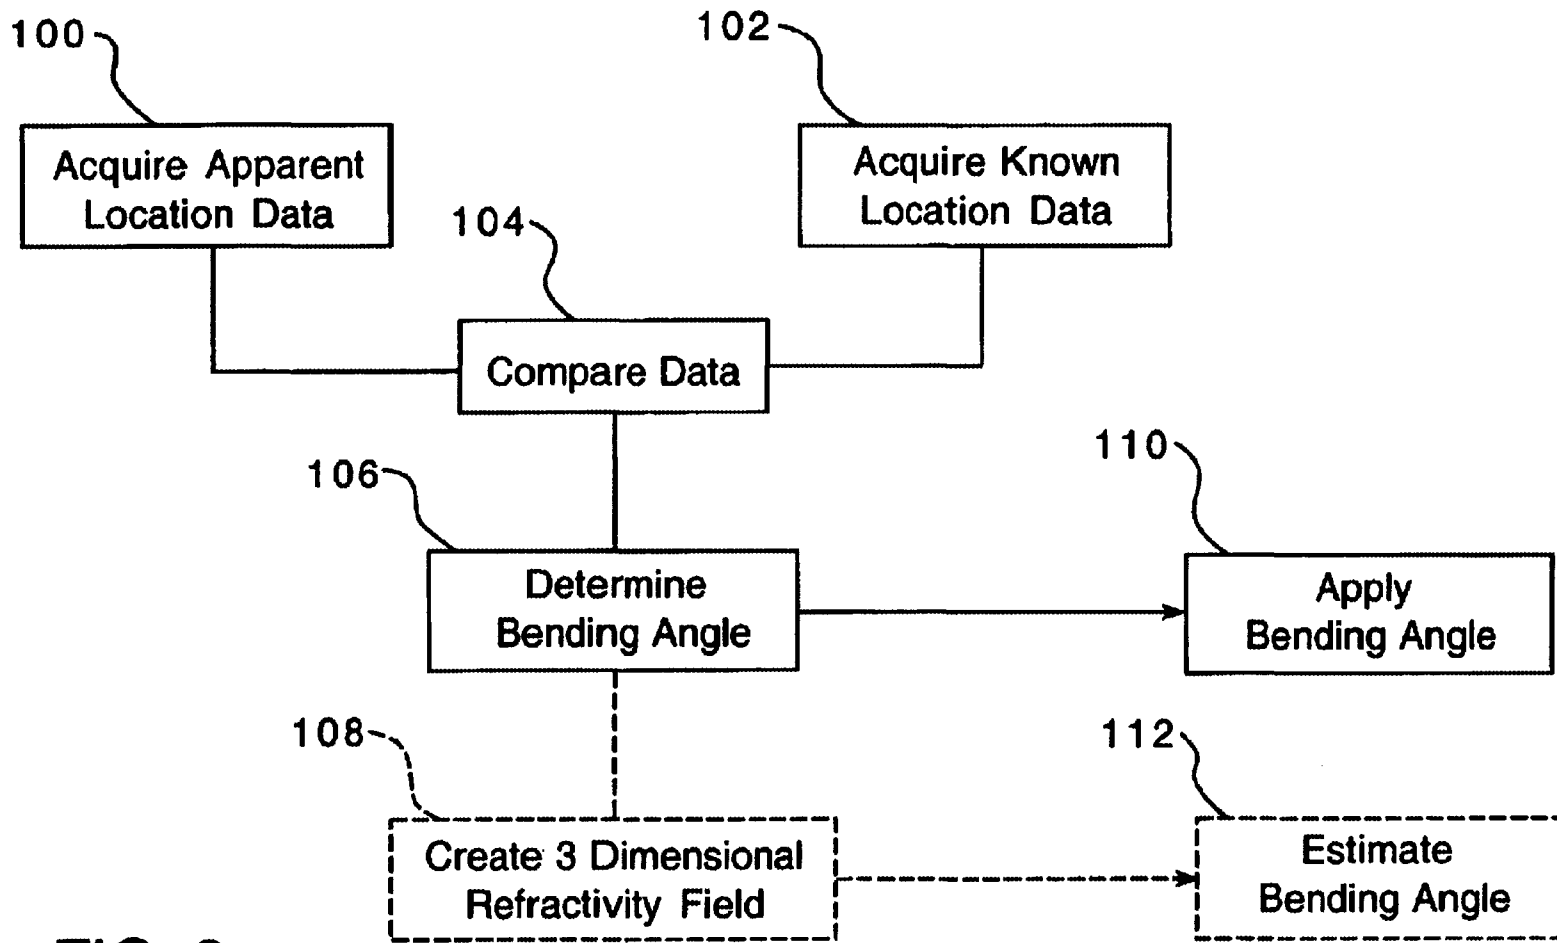 100
102
Acquire Apparent
Location Data
Acquire Known
Location Data
104
Compare Data
106
110
Determine
Bending Angle
Apply
Bending Angle
108
112
Create 3 Dimensional
Refractivity Field
Estimate
Bending Angle